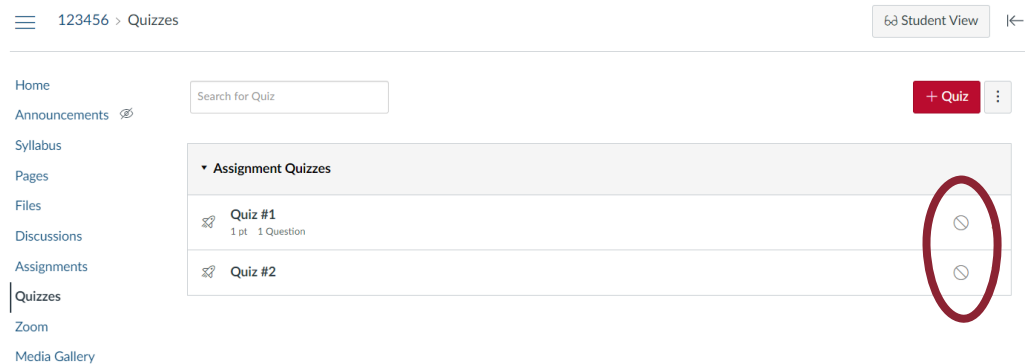 123456 > Quizzes
Student View
Home
Announcements
Syllabus
Pages
Files
Discussions
Assignments
Quizzes
Zoom
Media Gallery
Search for Quiz
+ Quiz
Assignment Quizzes
Quiz #1
1 pt 1 Question
Quiz #2